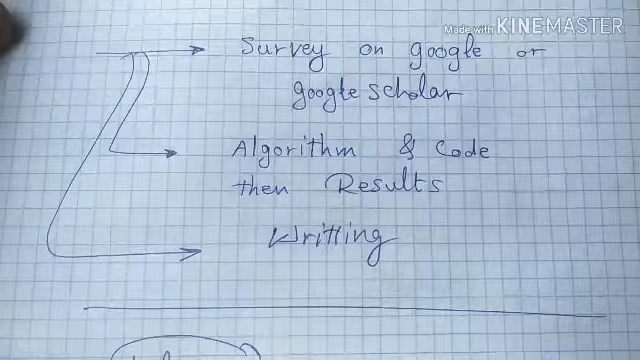 Made with KINEMASTER
Survey on google or
google scholar
Algorithm & Code
then Results
Writting